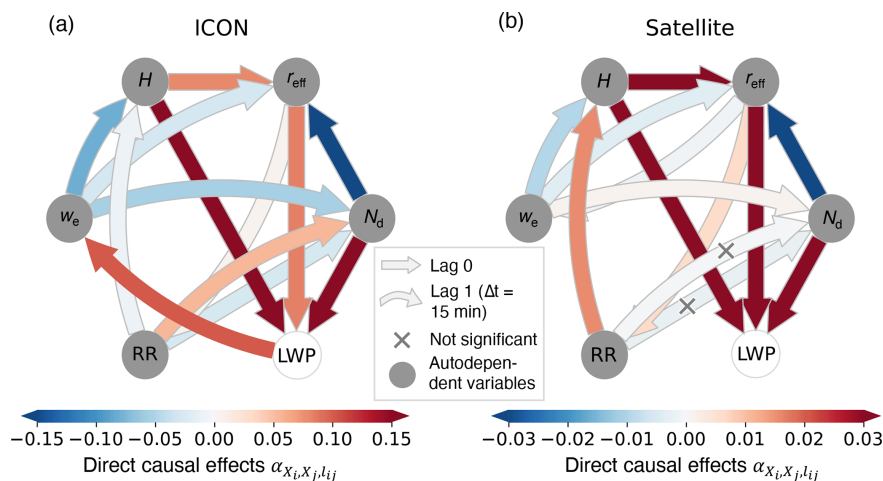 (a) ICON
H
r_eff
w_e
N_d
RR
LWP
−0.15 −0.10 −0.05 0.00 0.05 0.10 0.15
Direct causal effects α_{X_i,X_j,l_ij}
Lag 0
Lag 1 (Δt =
15 min)
Not significant
Autodepen-
dent variables
(b) Satellite
H
r_eff
w_e
N_d
RR
LWP
−0.03 −0.02 −0.01 0.00 0.01 0.02 0.03
Direct causal effects α_{X_i,X_j,l_ij}